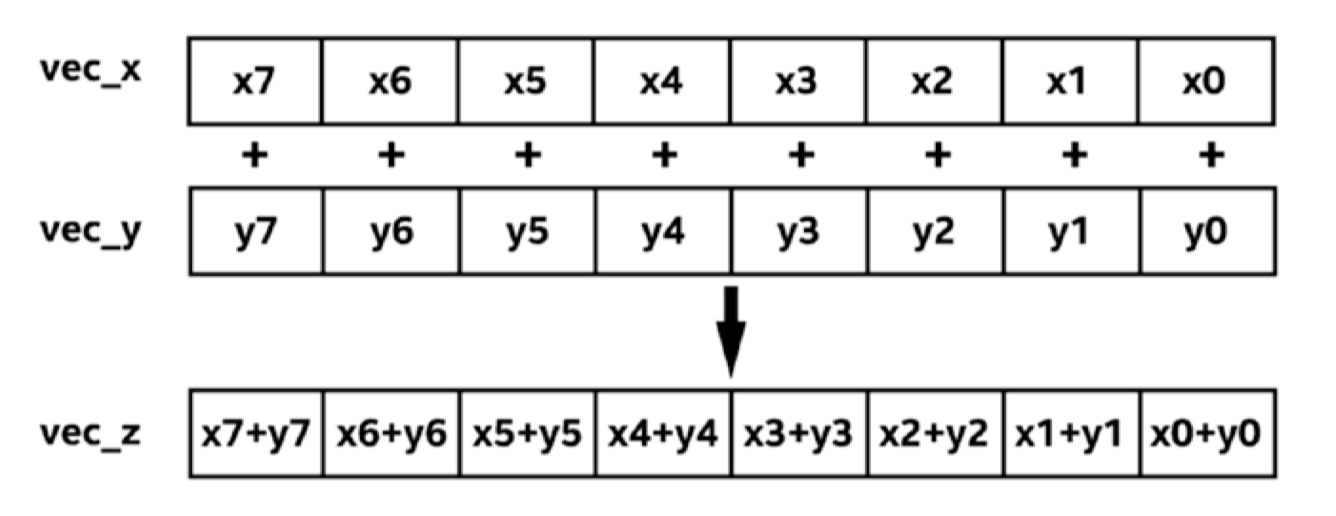 vec_x x7 x6 x5 x4 x3 x2 x1 x0
+ + + + + + + +
vec_y y7 y6 y5 y4 y3 y2 y1 y0
vec_z x7+y7 x6+y6 x5+y5 x4+y4 x3+y3 x2+y2 x1+y1 x0+y0